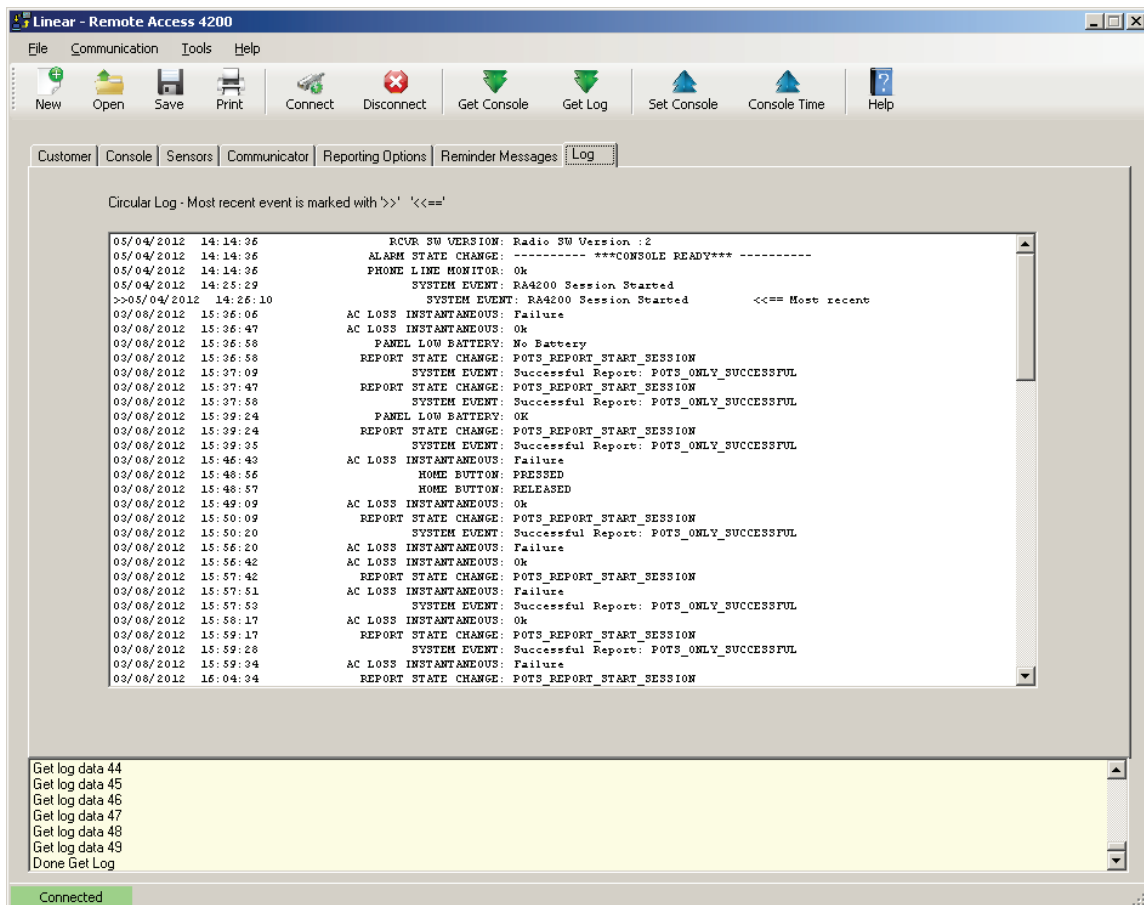 Linear - Remote Access 4200
File Communication Tools Help
New Open Save Print Connect Disconnect Get Console Get Log Set Console Console Time Help
Customer Console Sensors Communicator Reporting Options Reminder Messages Log
Circular Log - Most recent event is marked with '>>' '<<=='
05/04/2012 14:14:36 RCVR SW VERSION: Radio SW Version :2
05/04/2012 14:14:36 ALARM STATE CHANGE: ---------- ***CONSOLE READY*** ----------
05/04/2012 14:14:36 PHONE LINE MONITOR: Ok
05/04/2012 14:25:29 SYSTEM EVENT: RA4200 Session Started
>>05/04/2012 14:26:10 SYSTEM EVENT: RA4200 Session Started <<== Most recent
03/08/2012 15:36:06 AC LOSS INSTANTANEOUS: Failure
03/08/2012 15:36:47 AC LOSS INSTANTANEOUS: Ok
03/08/2012 15:36:58 PANEL LOW BATTERY: No Battery
03/08/2012 15:36:58 REPORT STATE CHANGE: POTS_REPORT_START_SESSION
03/08/2012 15:37:09 SYSTEM EVENT: Successful Report: POTS_ONLY_SUCCESSFUL
03/08/2012 15:37:47 REPORT STATE CHANGE: POTS_REPORT_START_SESSION
03/08/2012 15:37:58 SYSTEM EVENT: Successful Report: POTS_ONLY_SUCCESSFUL
03/08/2012 15:39:24 PANEL LOW BATTERY: OK
03/08/2012 15:39:24 REPORT STATE CHANGE: POTS_REPORT_START_SESSION
03/08/2012 15:39:35 SYSTEM EVENT: Successful Report: POTS_ONLY_SUCCESSFUL
03/08/2012 15:46:43 AC LOSS INSTANTANEOUS: Failure
03/08/2012 15:48:56 HOME BUTTON: PRESSED
03/08/2012 15:48:57 HOME BUTTON: RELEASED
03/08/2012 15:49:09 AC LOSS INSTANTANEOUS: Ok
03/08/2012 15:50:09 REPORT STATE CHANGE: POTS_REPORT_START_SESSION
03/08/2012 15:50:20 SYSTEM EVENT: Successful Report: POTS_ONLY_SUCCESSFUL
03/08/2012 15:56:20 AC LOSS INSTANTANEOUS: Failure
03/08/2012 15:56:42 AC LOSS INSTANTANEOUS: Ok
03/08/2012 15:57:42 REPORT STATE CHANGE: POTS_REPORT_START_SESSION
03/08/2012 15:57:51 AC LOSS INSTANTANEOUS: Failure
03/08/2012 15:57:53 SYSTEM EVENT: Successful Report: POTS_ONLY_SUCCESSFUL
03/08/2012 15:58:17 AC LOSS INSTANTANEOUS: Ok
03/08/2012 15:59:17 REPORT STATE CHANGE: POTS_REPORT_START_SESSION
03/08/2012 15:59:28 SYSTEM EVENT: Successful Report: POTS_ONLY_SUCCESSFUL
03/08/2012 15:59:34 AC LOSS INSTANTANEOUS: Failure
03/08/2012 16:04:34 REPORT STATE CHANGE: POTS_REPORT_START_SESSION
Get log data 44
Get log data 45
Get log data 46
Get log data 47
Get log data 48
Get log data 49
Done Get Log
Connected